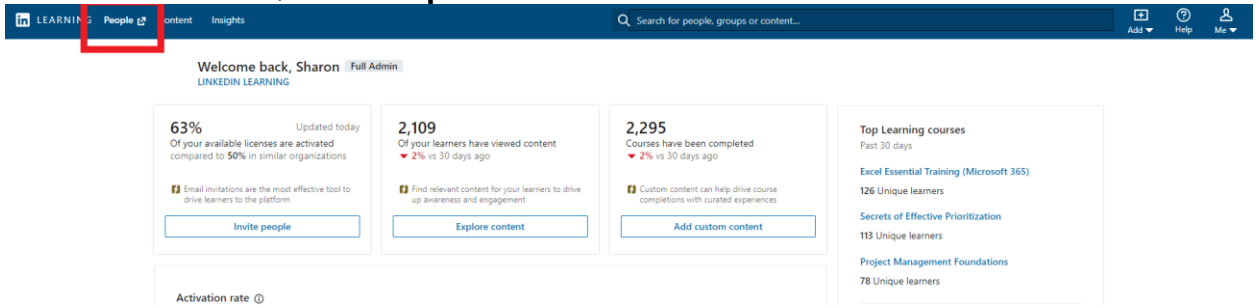 in LEARNING People Content Insights Search for people, groups or content... Add Help Me
Welcome back, Sharon Full Admin
LINKEDIN LEARNING
63% Updated today
Of your available licenses are activated
compared to 50% in similar organizations
Email invitations are the most effective tool to
drive learners to the platform
Invite people
2,109
Of your learners have viewed content
▼ 2% vs 30 days ago
Find relevant content for your learners to drive
up awareness and engagement
Explore content
2,295
Courses have been completed
▼ 2% vs 30 days ago
Custom content can help drive course
completions with curated experiences
Add custom content
Top Learning courses
Past 30 days
Excel Essential Training (Microsoft 365)
126 Unique learners
Secrets of Effective Prioritization
113 Unique learners
Project Management Foundations
78 Unique learners
Activation rate